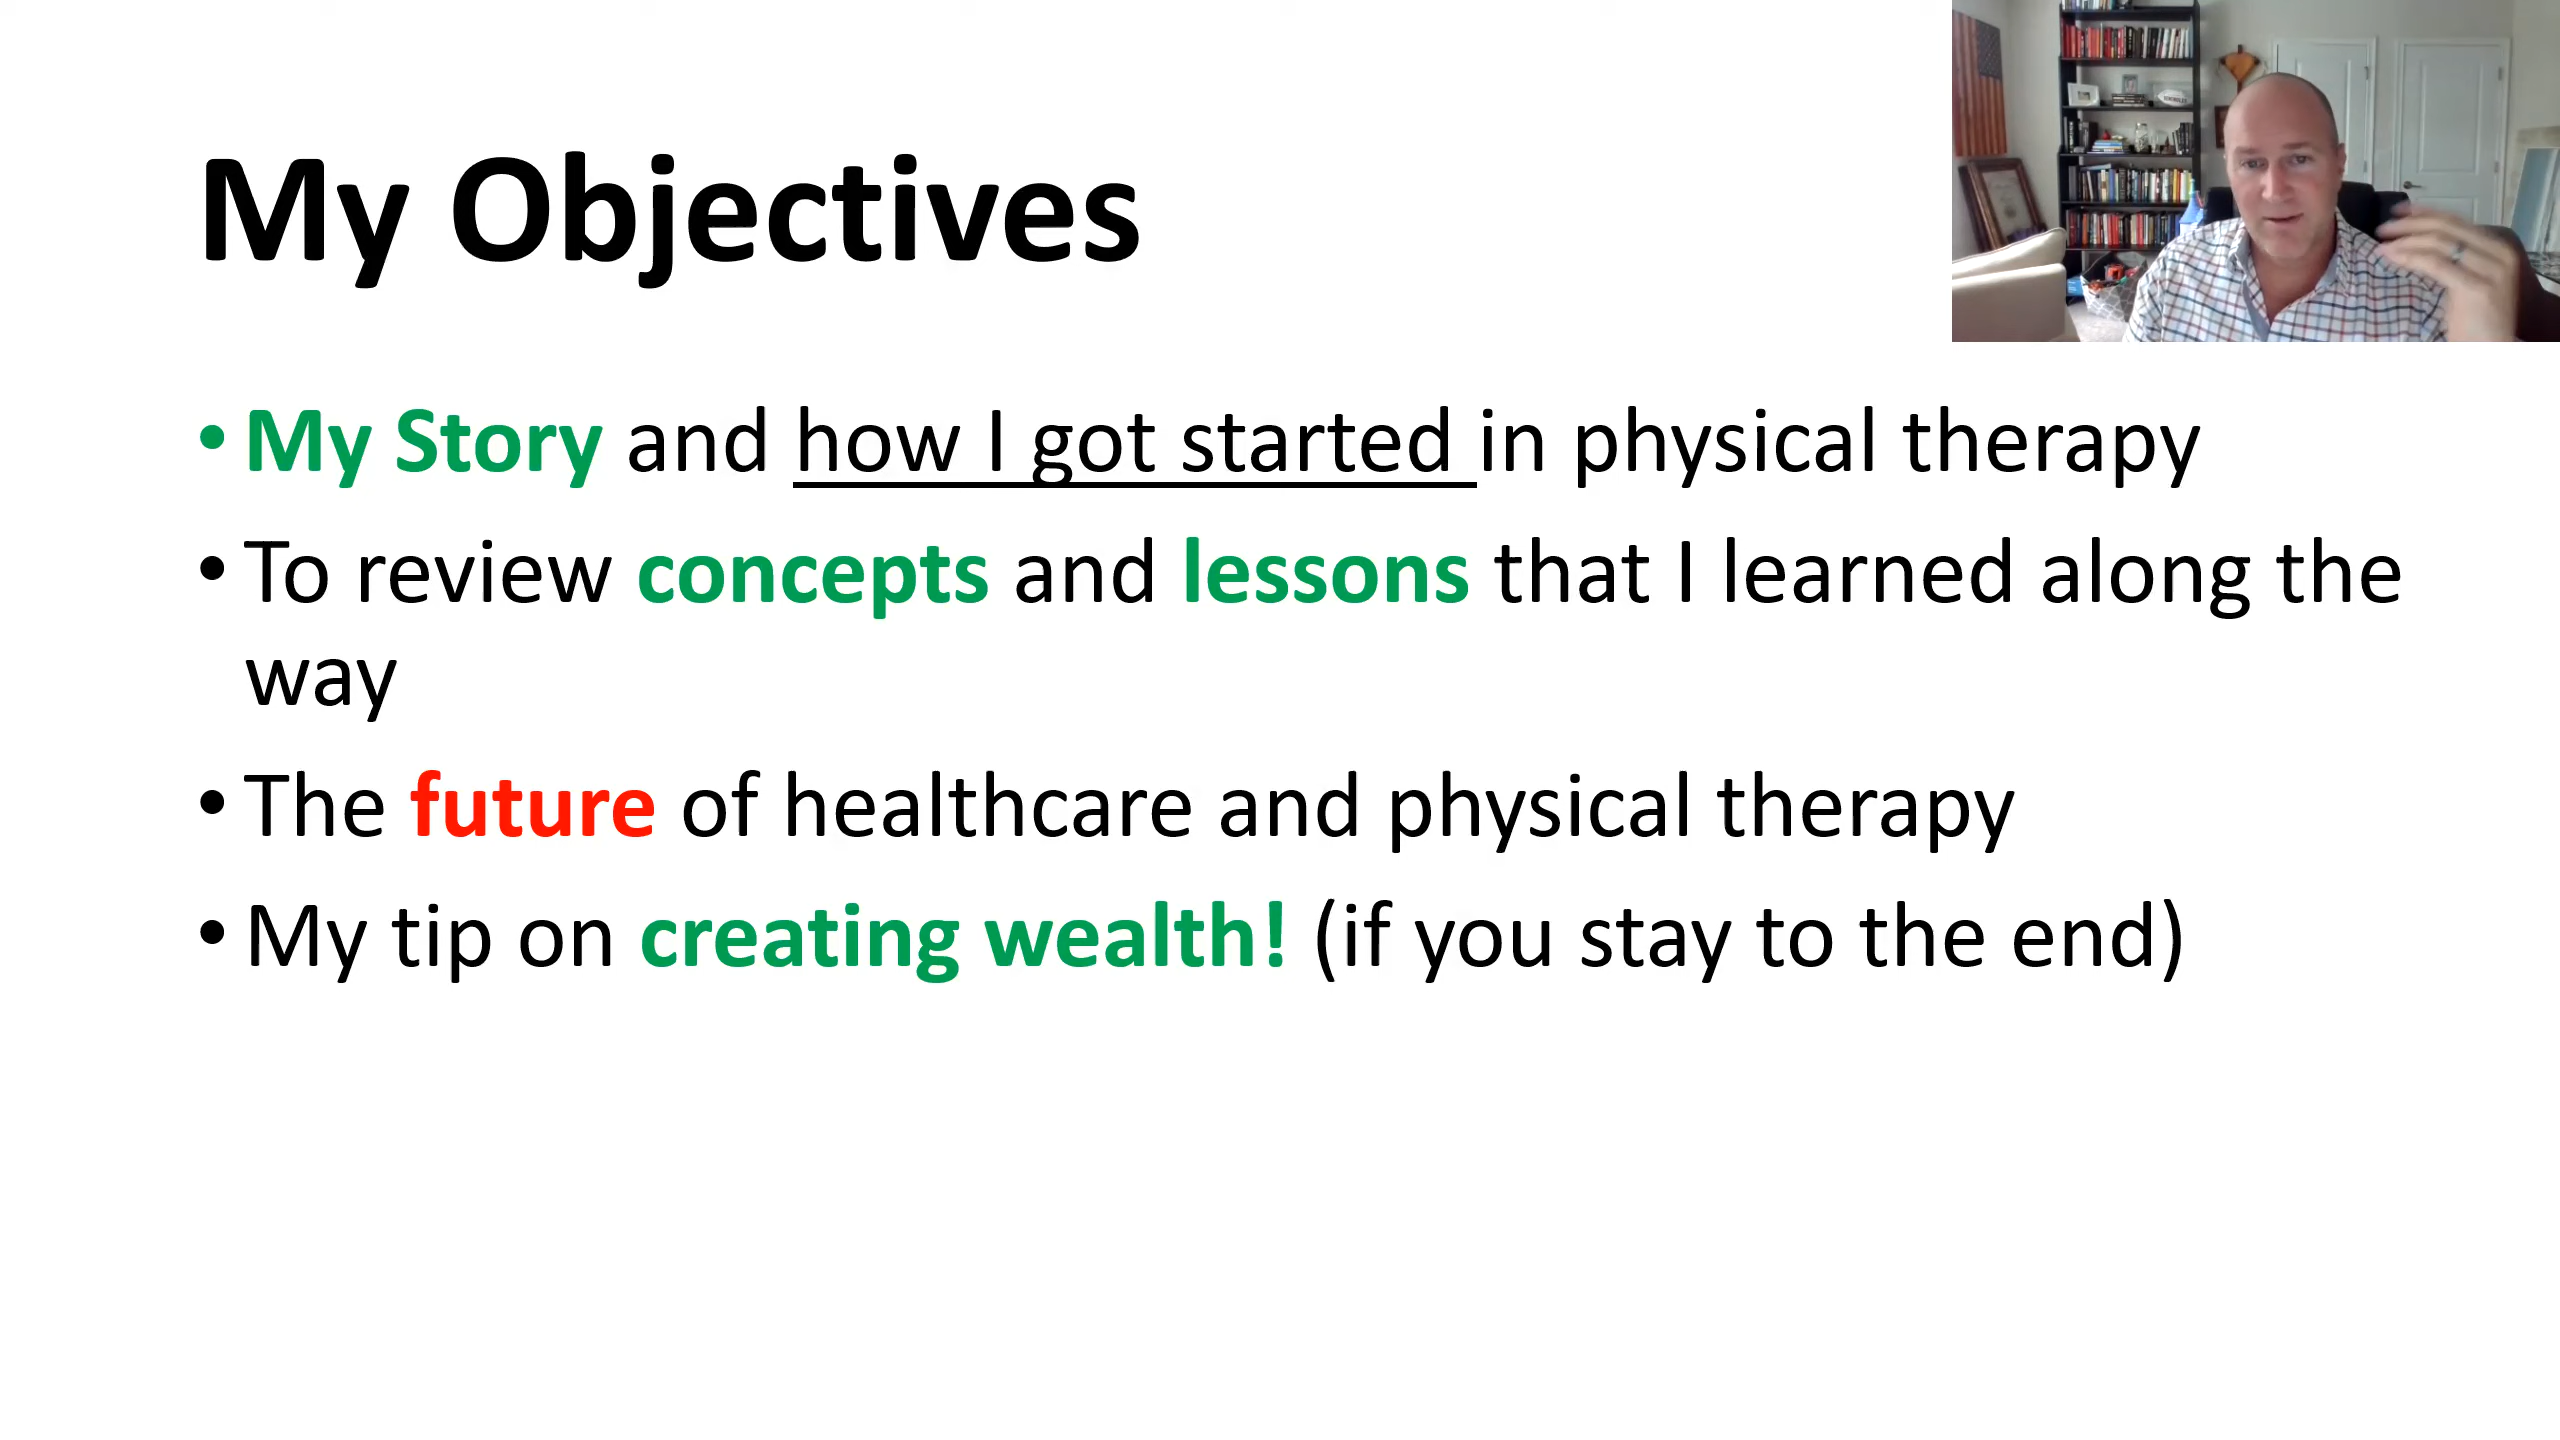 My Objectives
• My Story and how I got started in physical therapy
• To review concepts and lessons that I learned along the
way
• The future of healthcare and physical therapy
• My tip on creating wealth! (if you stay to the end)